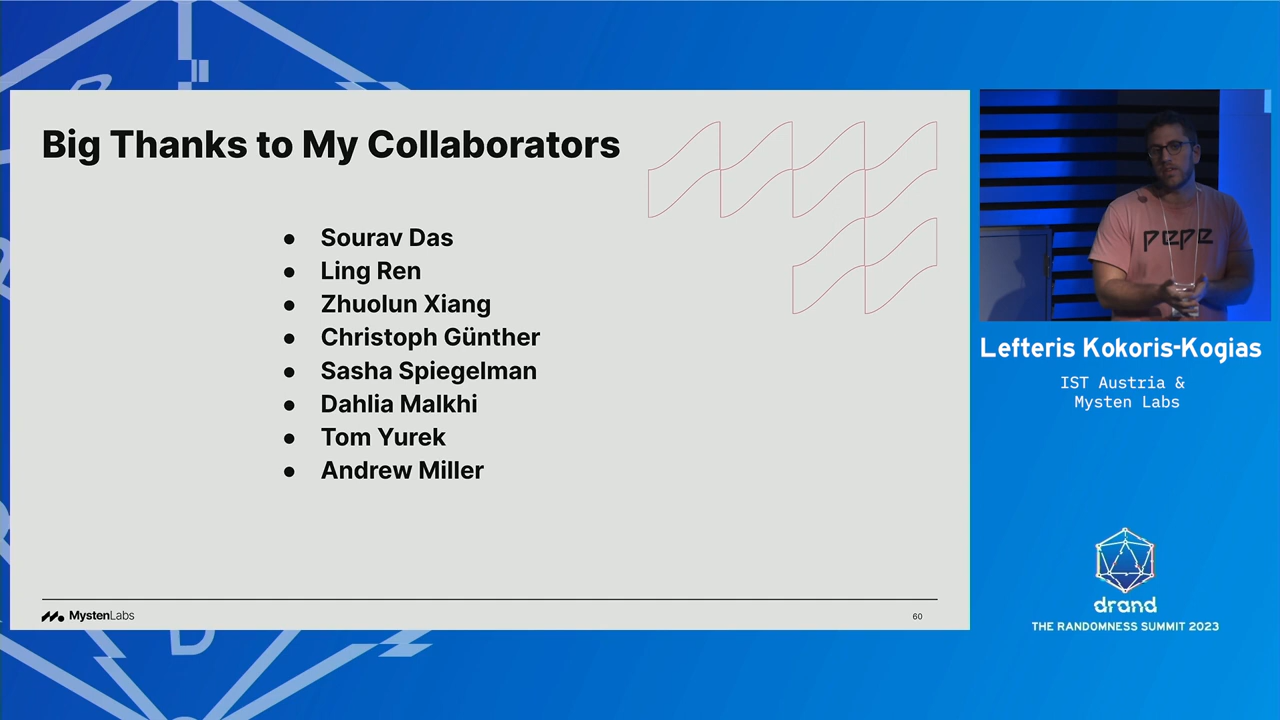 Big Thanks to My Collaborators
● Sourav Das
● Ling Ren
● Zhuolun Xiang
● Christoph Günther
● Sasha Spiegelman
● Dahlia Malkhi
● Tom Yurek
● Andrew Miller
MystenLabs
60
pepe
Lefteris Kokoris-Kogias
IST Austria &
Mysten Labs
drand
THE RANDOMNESS SUMMIT 2023